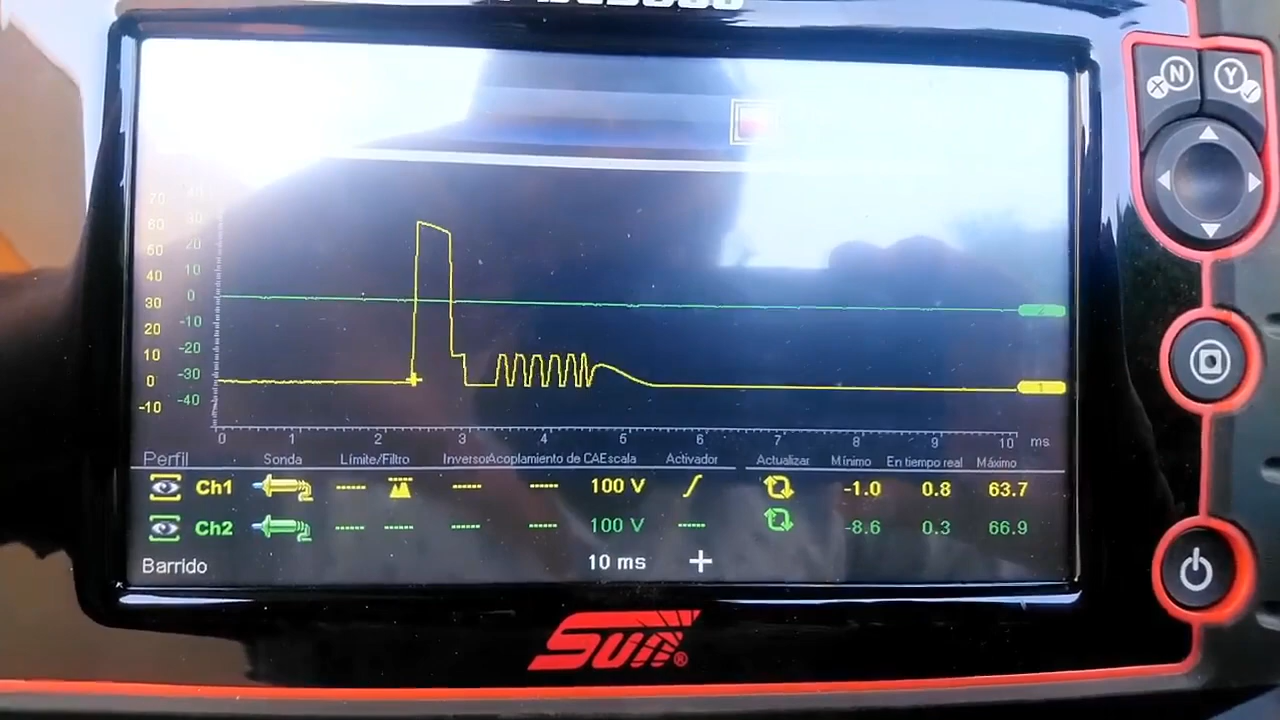 N Y
70 40
60 30
50 20
40 10
30 0
20 -10
10 -20
0 -30
-10 -40
2
1
0 1 2 3 4 5 6 7 8 9 10 ms
Perfil Sonda Límite/Filtro Inversor Acoplamiento de CA Escala Activador Actualizar Mínimo En tiempo real Máximo
Ch1 ----- ----- ----- ----- 100 V -1.0 0.8 63.7
Ch2 ----- ----- ----- ----- 100 V ----- -8.6 0.3 66.9
Barrido 10 ms
Sun®